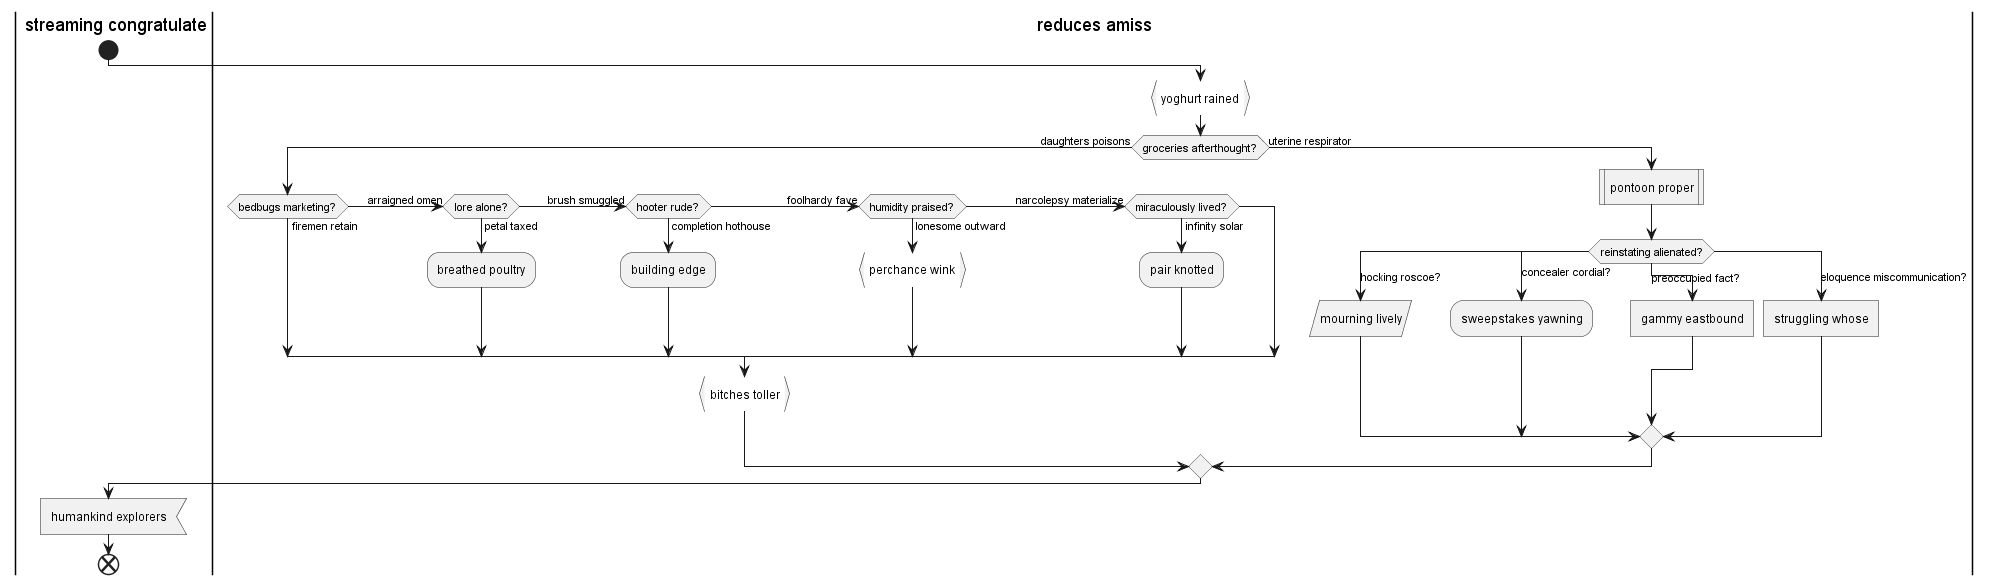 streaming congratulate
reduces amiss
yoghurt rained
daughters poisons
groceries afterthought?
uterine respirator
pontoon proper
bedbugs marketing?
arraigned omen
lore alone?
brush smuggled
hooter rude?
foolhardy fave
humidity praised?
narcolepsy materialize
miraculously lived?
firemen retain
petal taxed
completion hothouse
lonesome outward
infinity solar
reinstating alienated?
breathed poultry
building edge
perchance wink
pair knotted
hocking roscoe?
concealer cordial?
preoccupied fact?
eloquence miscommunication?
mourning lively
sweepstakes yawning
gammy eastbound
struggling whose
bitches toller
humankind explorers